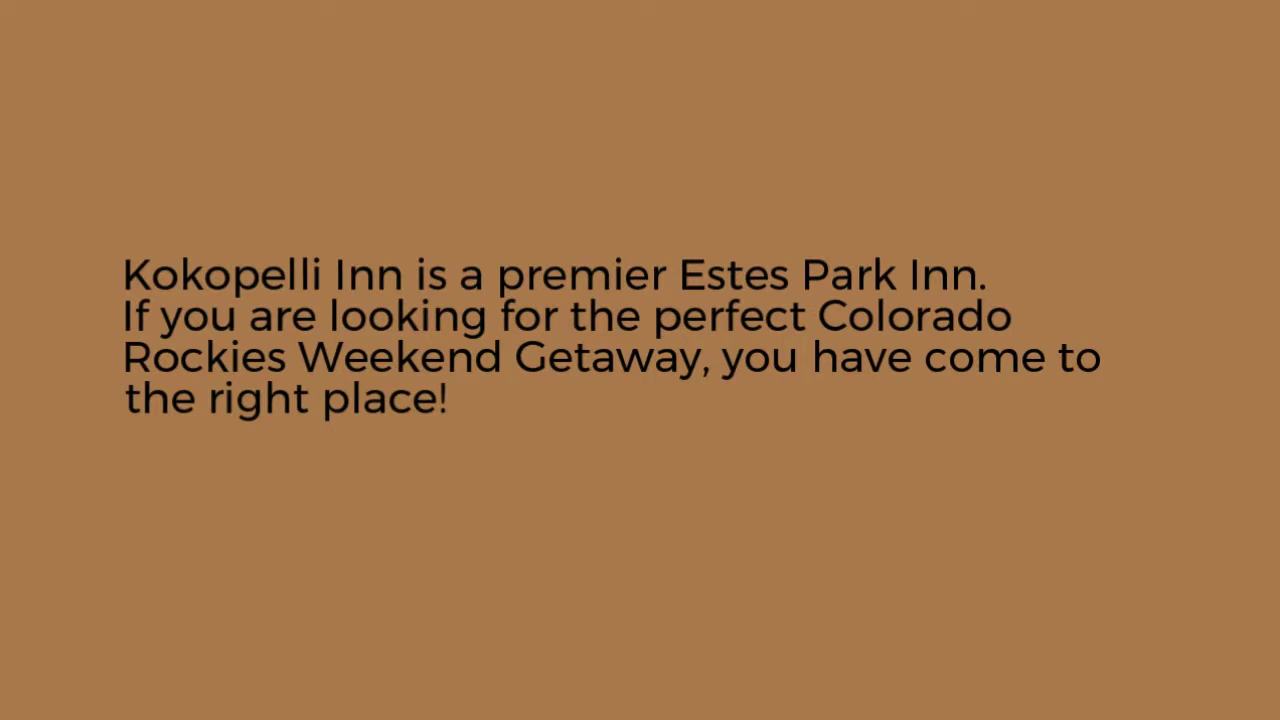 Kokopelli Inn is a premier Estes Park Inn.
If you are looking for the perfect Colorado
Rockies Weekend Getaway, you have come to
the right place!